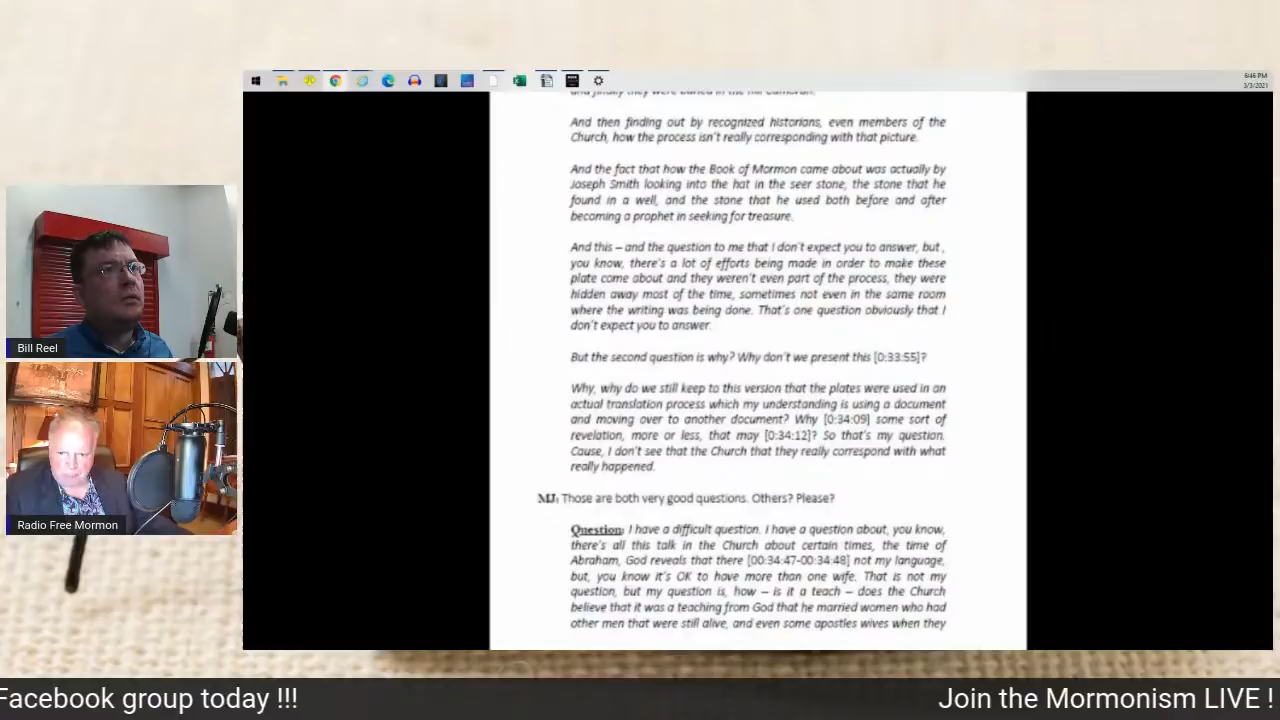 6:46 PM
3/3/2021
and finally they were buried in the Hill Cumorah.
And then finding out by recognized historians, even members of the
Church, how the process isn't really corresponding with that picture.
And the fact that how the Book of Mormon came about was actually by
Joseph Smith looking into the hat in the seer stone, the stone that he
found in a well, and the stone that he used both before and after
becoming a prophet in seeking for treasure.
And this – and the question to me that I don't expect you to answer, but ,
you know, there's a lot of efforts being made in order to make these
plate come about and they weren't even part of the process, they were
hidden away most of the time, sometimes not even in the same room
where the writing was being done. That's one question obviously that I
don't expect you to answer.
But the second question is why? Why don't we present this [0:33:55]?
Why, why do we still keep to this version that the plates were used in an
actual translation process which my understanding is using a document
and moving over to another document? Why [0:34:09] some sort of
revelation, more or less, that may [0:34:12]? So that's my question.
Cause, I don't see that the Church that they really correspond with what
really happened.
MJ: Those are both very good questions. Others? Please?
Question: I have a difficult question. I have a question about, you know,
there's all this talk in the Church about certain times, the time of
Abraham, God reveals that there [00:34:47-00:34:48] not my language,
but, you know it's OK to have more than one wife. That is not my
question, but my question is, how – is it a teach – does the Church
believe that it was a teaching from God that he married women who had
other men that were still alive, and even some apostles wives when they
Bill Reel
Radio Free Mormon
Facebook group today !!!
Join the Mormonism LIVE !